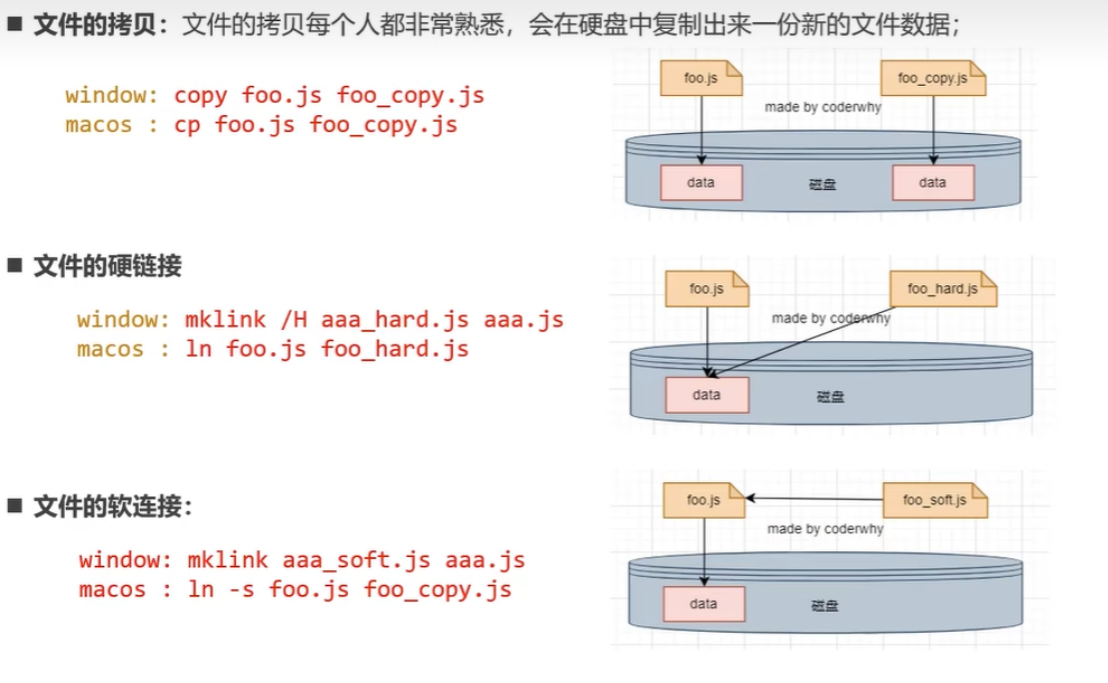 ■ 文件的拷贝：文件的拷贝每个人都非常熟悉，会在硬盘中复制出来一份新的文件数据；
window: copy foo.js foo_copy.js
macos : cp foo.js foo_copy.js
foo.js
foo_copy.js
made by coderwhy
data
磁盘
data
■ 文件的硬链接
window: mklink /H aaa_hard.js aaa.js
macos : ln foo.js foo_hard.js
foo.js
foo_hard.js
made by coderwhy
data
磁盘
■ 文件的软连接：
window: mklink aaa_soft.js aaa.js
macos : ln -s foo.js foo_copy.js
foo.js
foo_soft.js
made by coderwhy
data
磁盘